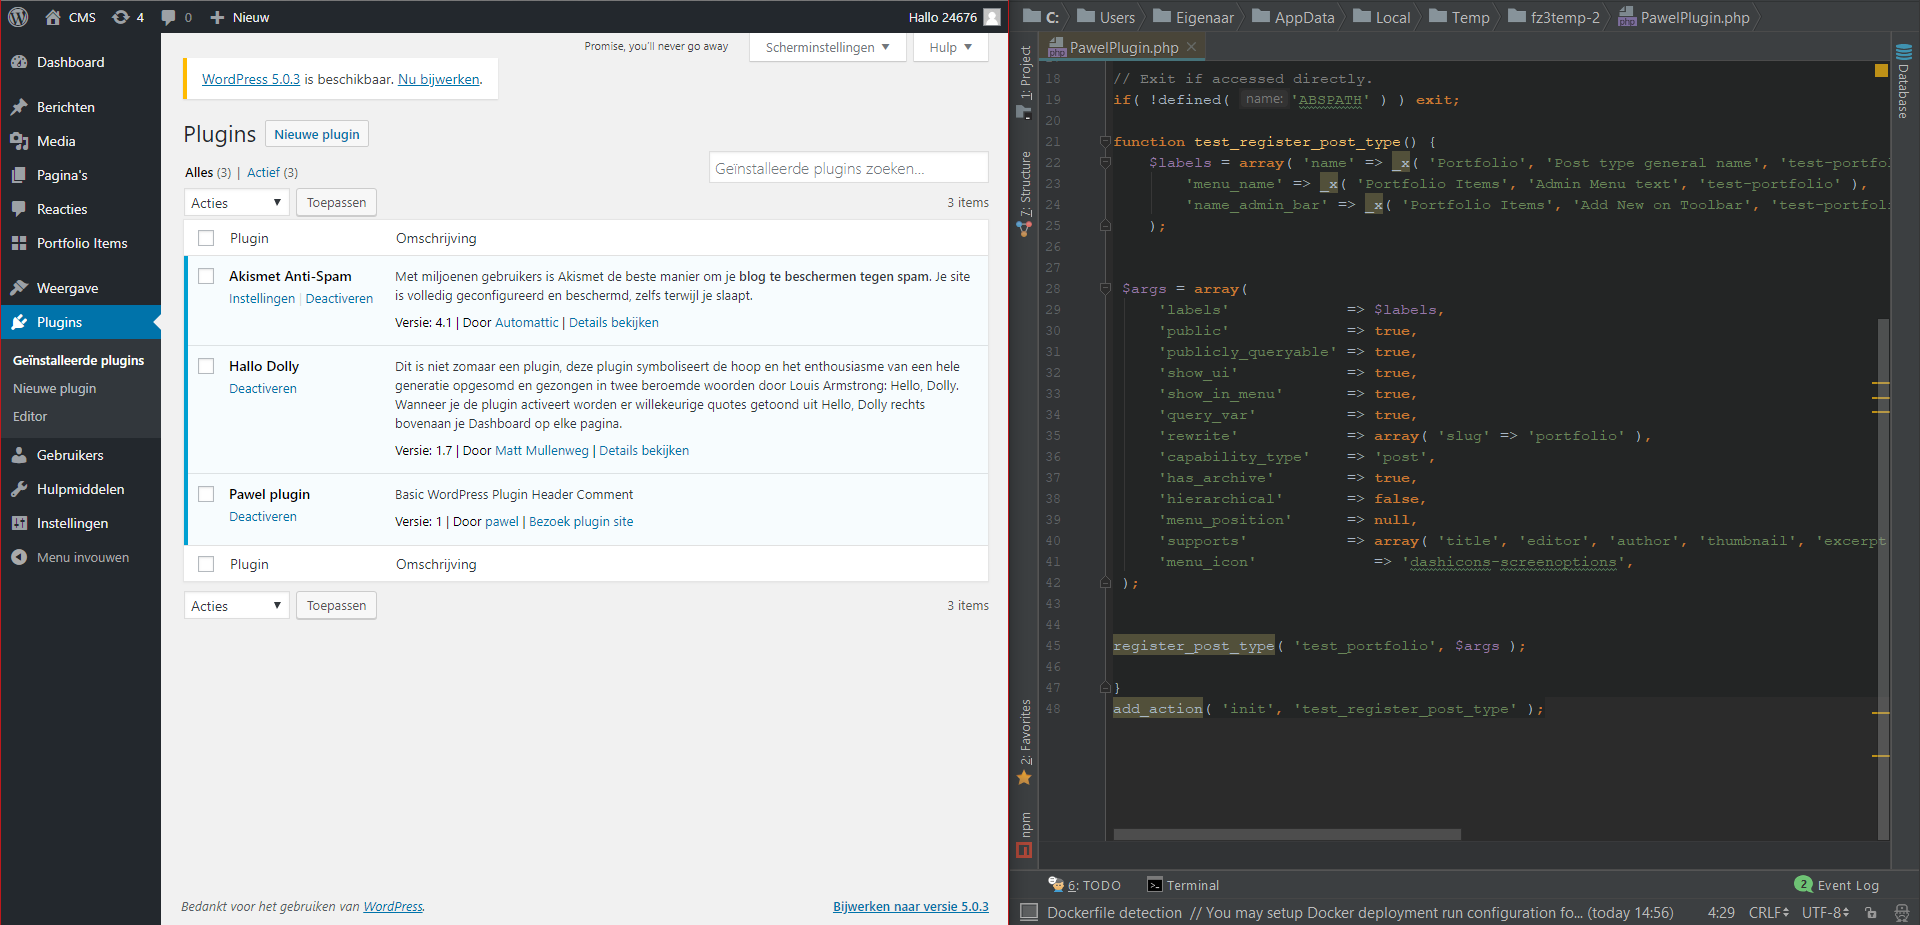 CMS 4 0 Nieuw Hallo 24676
Dashboard
Berichten
Media
Pagina's
Reacties
Portfolio Items
Weergave
Plugins
Geïnstalleerde plugins
Nieuwe plugin
Editor
Gebruikers
Hulpmiddelen
Instellingen
Menu invouwen
Promise, you'll never go away
Scherminstellingen ▼
Hulp ▼
WordPress 5.0.3 is beschikbaar. Nu bijwerken.
Plugins Nieuwe plugin
Alles (3) | Actief (3)
Geïnstalleerde plugins zoeken...
Acties ▼ Toepassen 3 items
Plugin Omschrijving
Akismet Anti-Spam
Instellingen | Deactiveren
Met miljoenen gebruikers is Akismet de beste manier om je blog te beschermen tegen spam. Je site
is volledig geconfigureerd en beschermd, zelfs terwijl je slaapt.
Versie: 4.1 | Door Automattic | Details bekijken
Hallo Dolly
Deactiveren
Dit is niet zomaar een plugin, deze plugin symboliseert de hoop en het enthousiasme van een hele
generatie opgesomd en gezongen in twee beroemde woorden door Louis Armstrong: Hello, Dolly.
Wanneer je de plugin activeert worden er willekeurige quotes getoond uit Hello, Dolly rechts
bovenaan je Dashboard op elke pagina.
Versie: 1.7 | Door Matt Mullenweg | Details bekijken
Pawel plugin
Deactiveren
Basic WordPress Plugin Header Comment
Versie: 1 | Door pawel | Bezoek plugin site
Plugin Omschrijving
Acties ▼ Toepassen 3 items
Bedankt voor het gebruiken van WordPress.
Bijwerken naar versie 5.0.3
C: Users Eigenaar AppData Local Temp fz3temp-2 PawelPlugin.php
PawelPlugin.php
1: Project
7: Structure
2: Favorites
npm
Database
18 // Exit if accessed directly.
19 if( !defined( name: 'ABSPATH' ) ) exit;
20
21 function test_register_post_type() {
22 $labels = array( 'name' => _x( 'Portfolio', 'Post type general name', 'test-portfol
23 'menu_name' => _x( 'Portfolio Items', 'Admin Menu text', 'test-portfolio' ),
24 'name_admin_bar' => _x( 'Portfolio Items', 'Add New on Toolbar', 'test-portfoli
25 );
26
27
28 $args = array(
29 'labels' => $labels,
30 'public' => true,
31 'publicly_queryable' => true,
32 'show_ui' => true,
33 'show_in_menu' => true,
34 'query_var' => true,
35 'rewrite' => array( 'slug' => 'portfolio' ),
36 'capability_type' => 'post',
37 'has_archive' => true,
38 'hierarchical' => false,
39 'menu_position' => null,
40 'supports' => array( 'title', 'editor', 'author', 'thumbnail', 'excerpt
41 'menu_icon' => 'dashicons-screenoptions',
42 );
43
44
45 register_post_type( 'test_portfolio', $args );
46
47 }
48 add_action( 'init', 'test_register_post_type' );
6: TODO Terminal 2 Event Log
Dockerfile detection // You may setup Docker deployment run configuration fo... (today 14:56) 4:29 CRLF UTF-8